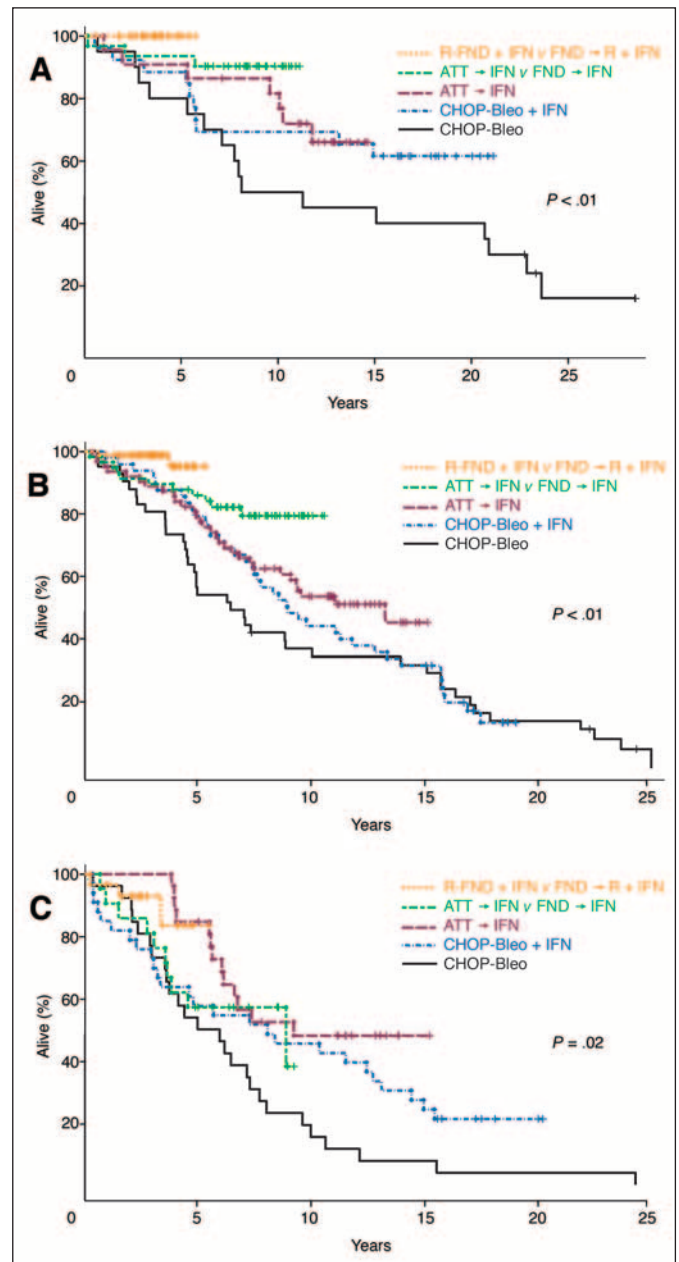 A
Alive (%)
100
80
60
40
20
0
5
10
15
20
25
Years
R-FND + IFN v FND → R + IFN
ATT → IFN v FND → IFN
ATT → IFN
CHOP-Bleo + IFN
CHOP-Bleo
P < .01
B
Alive (%)
100
80
60
40
20
0
5
10
15
20
25
Years
R-FND + IFN v FND → R + IFN
ATT → IFN v FND → IFN
ATT → IFN
CHOP-Bleo + IFN
CHOP-Bleo
P < .01
C
Alive (%)
100
80
60
40
20
0
5
10
15
20
25
Years
R-FND + IFN v FND → R + IFN
ATT → IFN v FND → IFN
ATT → IFN
CHOP-Bleo + IFN
CHOP-Bleo
P = .02